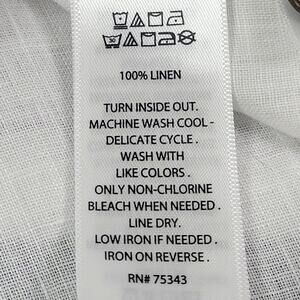 100% LINEN
TURN INSIDE OUT.
MACHINE WASH COOL -
DELICATE CYCLE .
WASH WITH
LIKE COLORS .
ONLY NON-CHLORINE
BLEACH WHEN NEEDED .
LINE DRY.
LOW IRON IF NEEDED .
IRON ON REVERSE .
RN# 75343